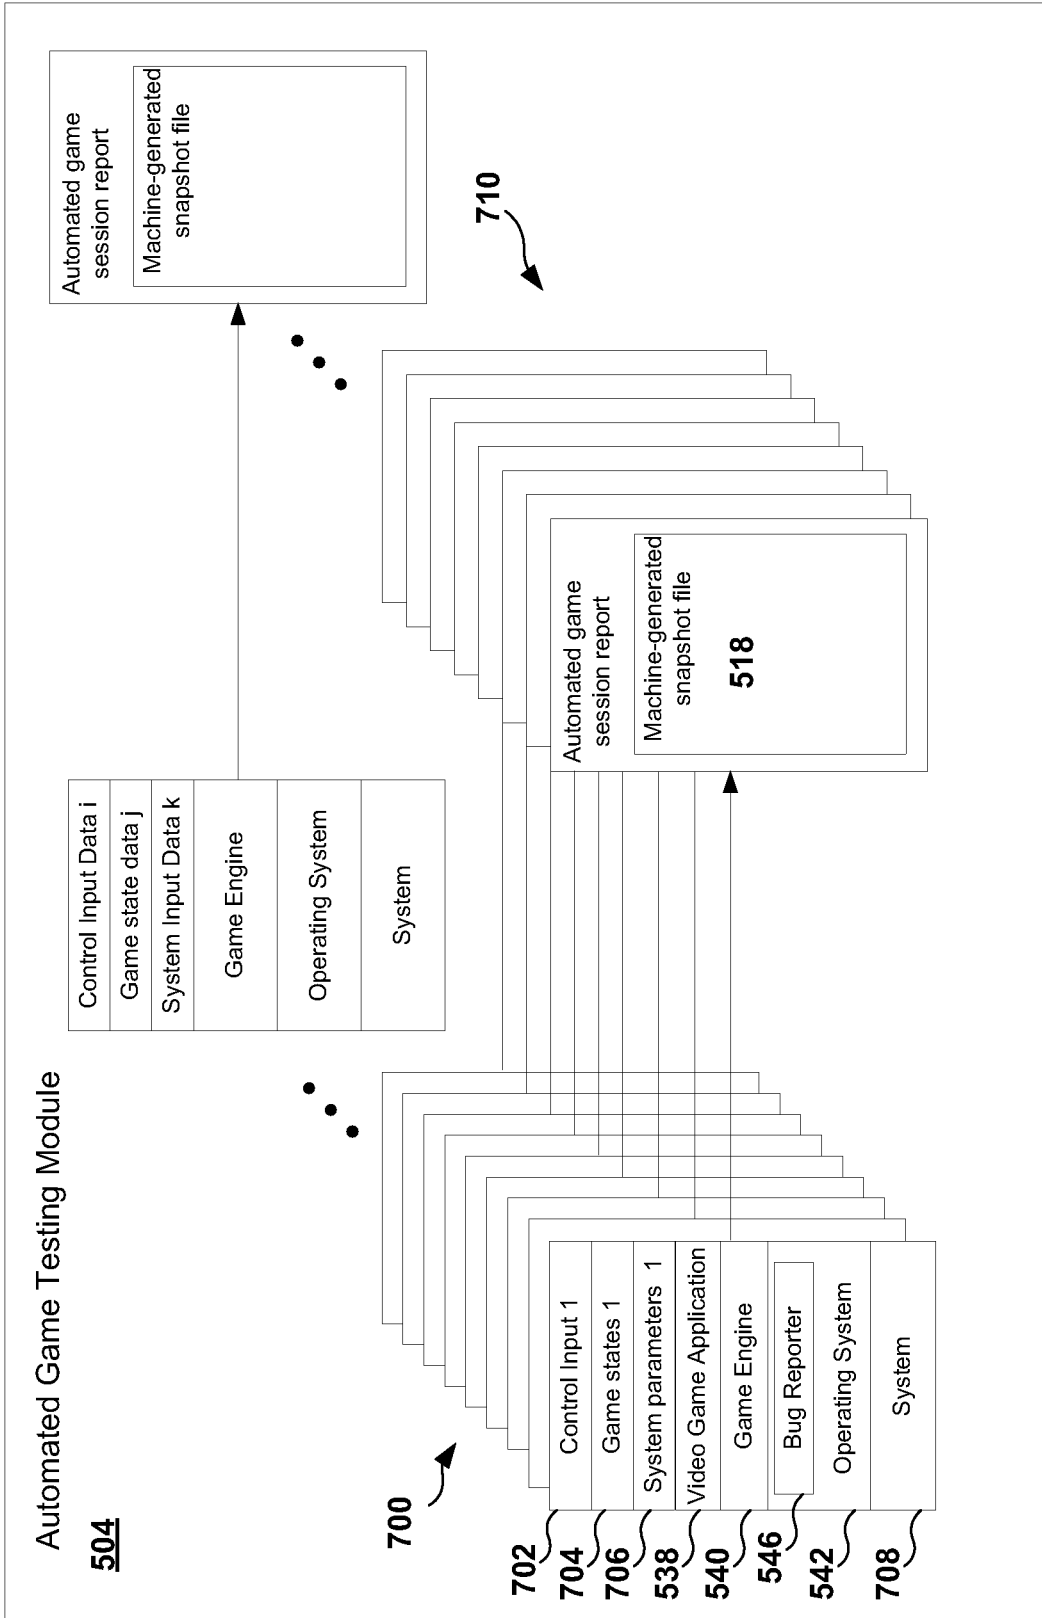 Automated Game Testing Module
504
700
702
704
706
538
540
546
542
708
Control Input 1
Game states 1
System parameters 1
Video Game Application
Game Engine
Bug Reporter
Operating System
System
Control Input Data i
Game state data j
System Input Data k
Game Engine
Operating System
System
Automated game
session report
Machine-generated
snapshot file
518
710
Automated game
session report
Machine-generated
snapshot file